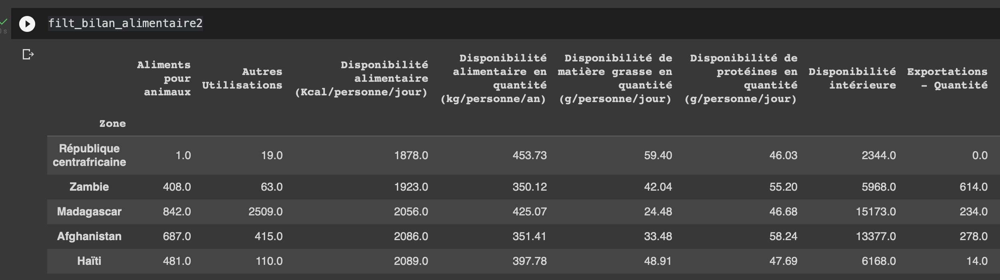 filt_bilan_alimentaire2
0s
Aliments pour animaux Autres Utilisations Disponibilité alimentaire (Kcal/personne/jour) Disponibilité alimentaire en quantité (kg/personne/an) Disponibilité de matière grasse en quantité (g/personne/jour) Disponibilité de protéines en quantité (g/personne/jour) Disponibilité intérieure Exportations - Quantité
Zone
République centrafricaine 1.0 19.0 1878.0 453.73 59.40 46.03 2344.0 0.0
Zambie 408.0 63.0 1923.0 350.12 42.04 55.20 5968.0 614.0
Madagascar 842.0 2509.0 2056.0 425.07 24.48 46.68 15173.0 234.0
Afghanistan 687.0 415.0 2086.0 351.41 33.48 58.24 13377.0 278.0
Haïti 481.0 110.0 2089.0 397.78 48.91 47.69 6168.0 14.0